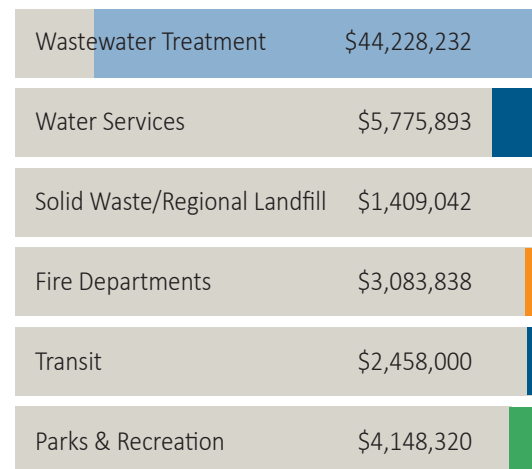 Wastewater Treatment $44,228,232
Water Services $5,775,893
Solid Waste/Regional Landfill $1,409,042
Fire Departments $3,083,838
Transit $2,458,000
Parks & Recreation $4,148,320